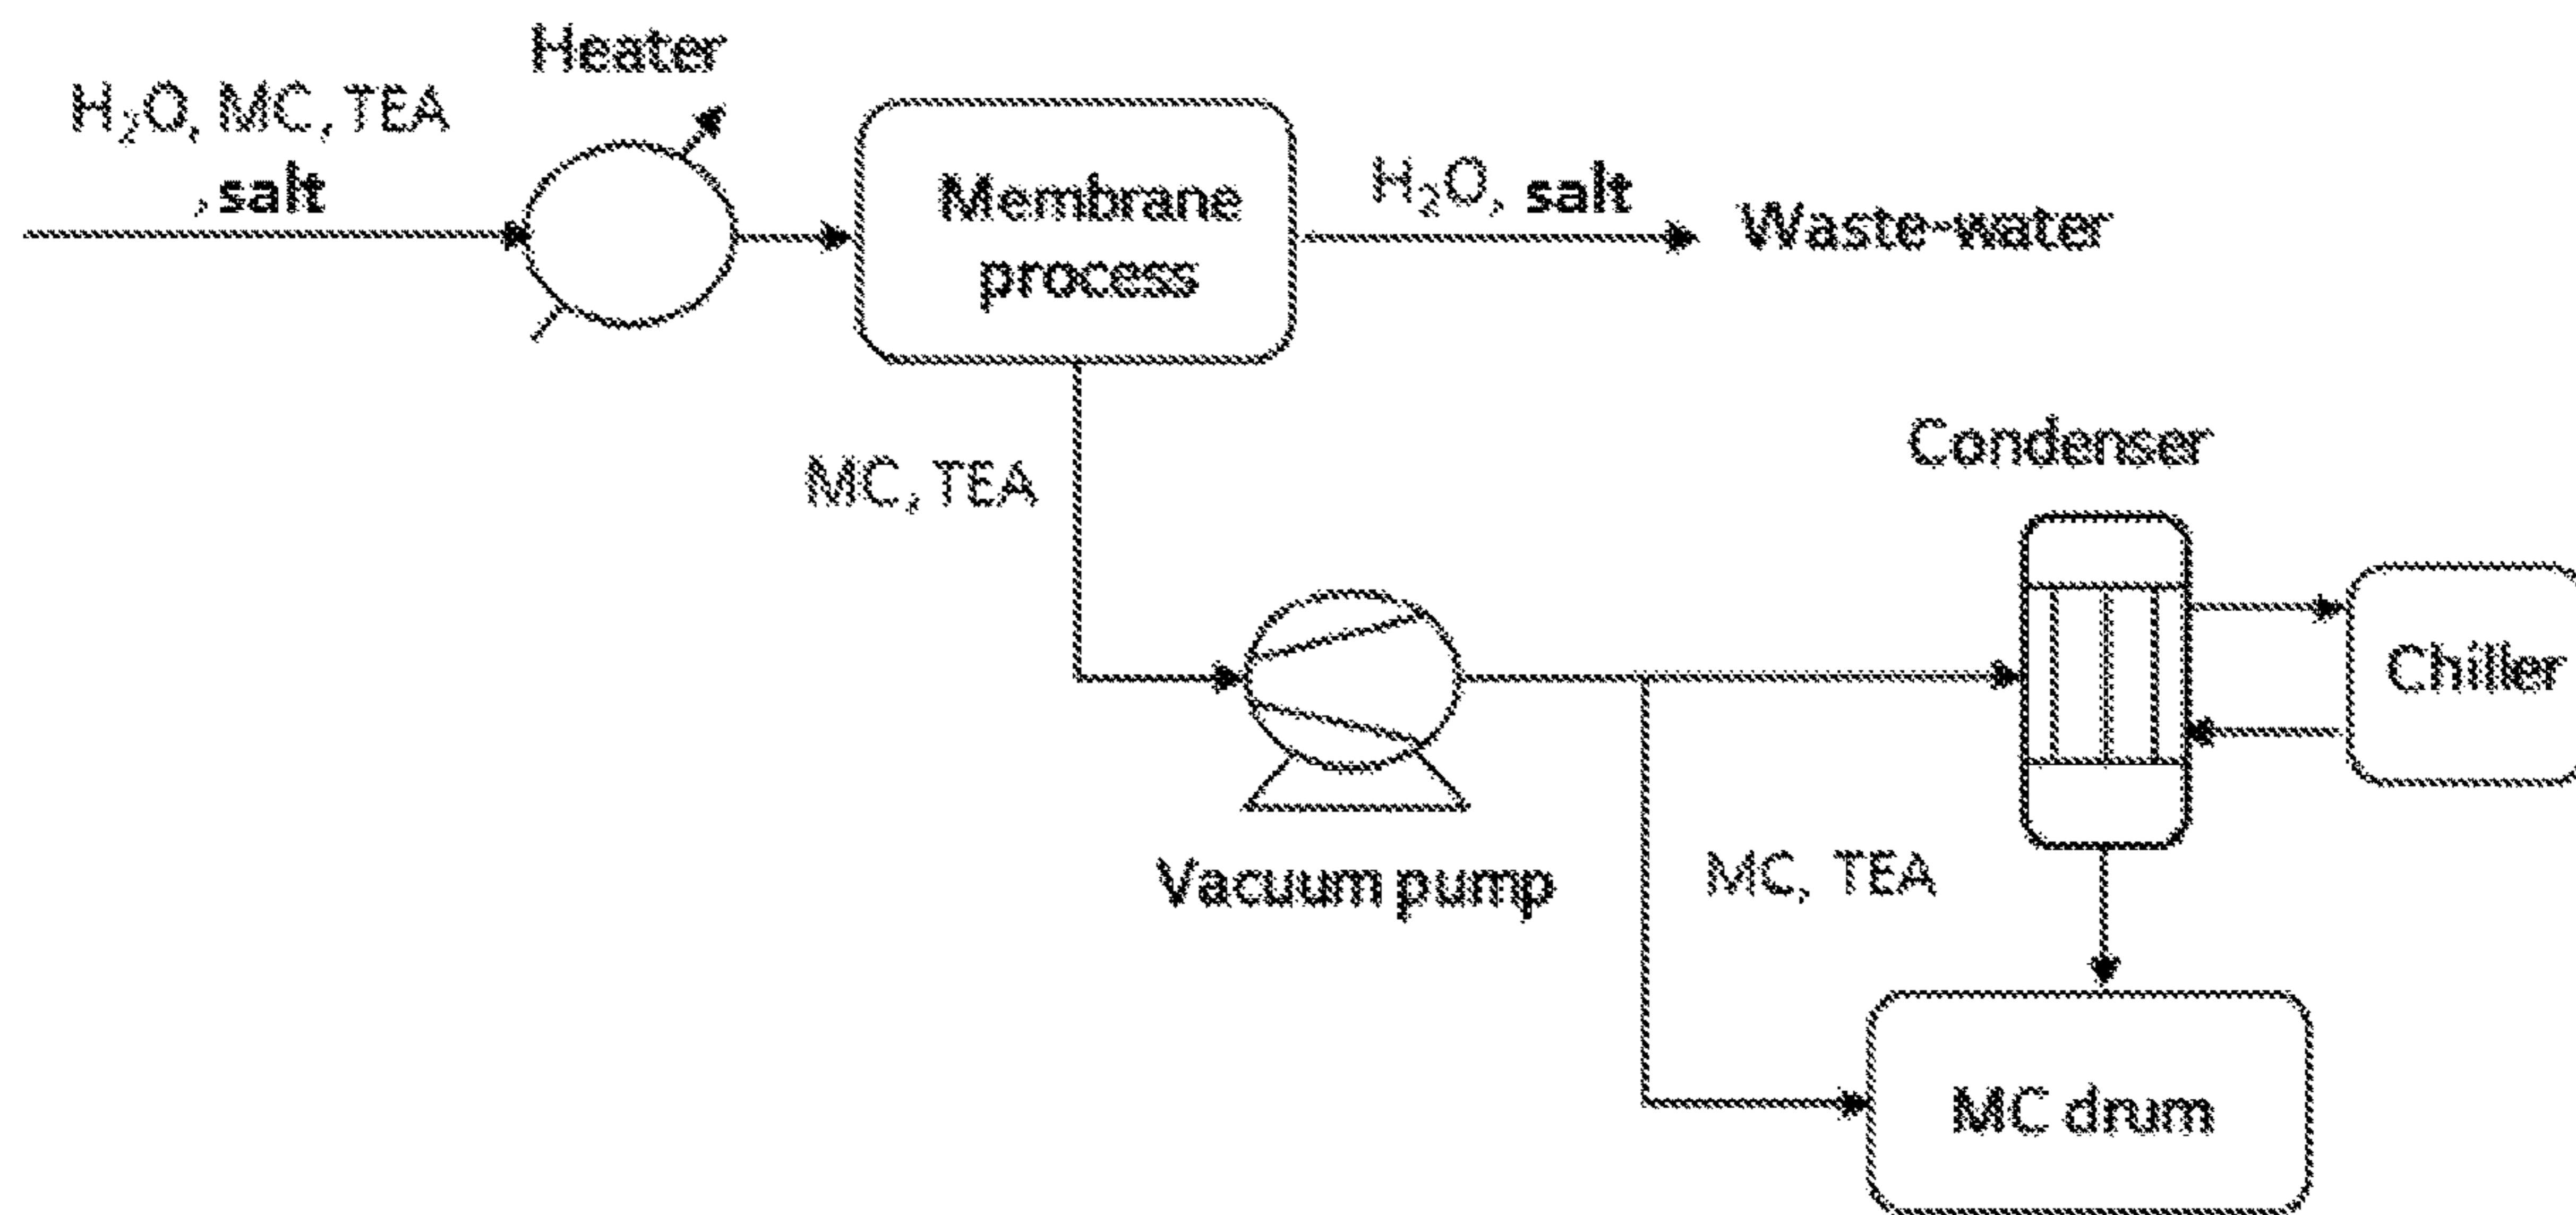 Heater
H₂O, MC, TEA
, salt
Membrane
process
H₂O, salt
Waste-water
MC, TEA
Condenser
Chiller
Vacuum pump
MC, TEA
MC drum